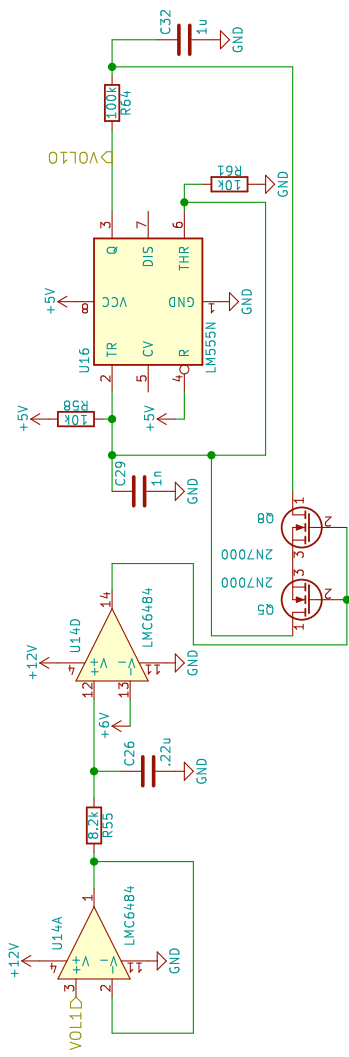 C32
1u
GND
100k
R64
VOL1O
R61
10k
GND
3
7
6
Q
DIS
THR
+5V
8
VCC
GND
1
GND
U16
TR
CV
R
LM555N
2
5
4
+5V
R58
10k
+5V
C29
1n
GND
1
Q8
2
2N7000
3
3
2N7000
Q5
2
1
14
U14D
LMC6484
+12V
4
V+
V-
11
GND
+
-
12
13
+6V
C26
.22u
GND
8.2k
R55
1
U14A
LMC6484
+12V
4
V+
V-
11
GND
+
-
3
2
VOL1